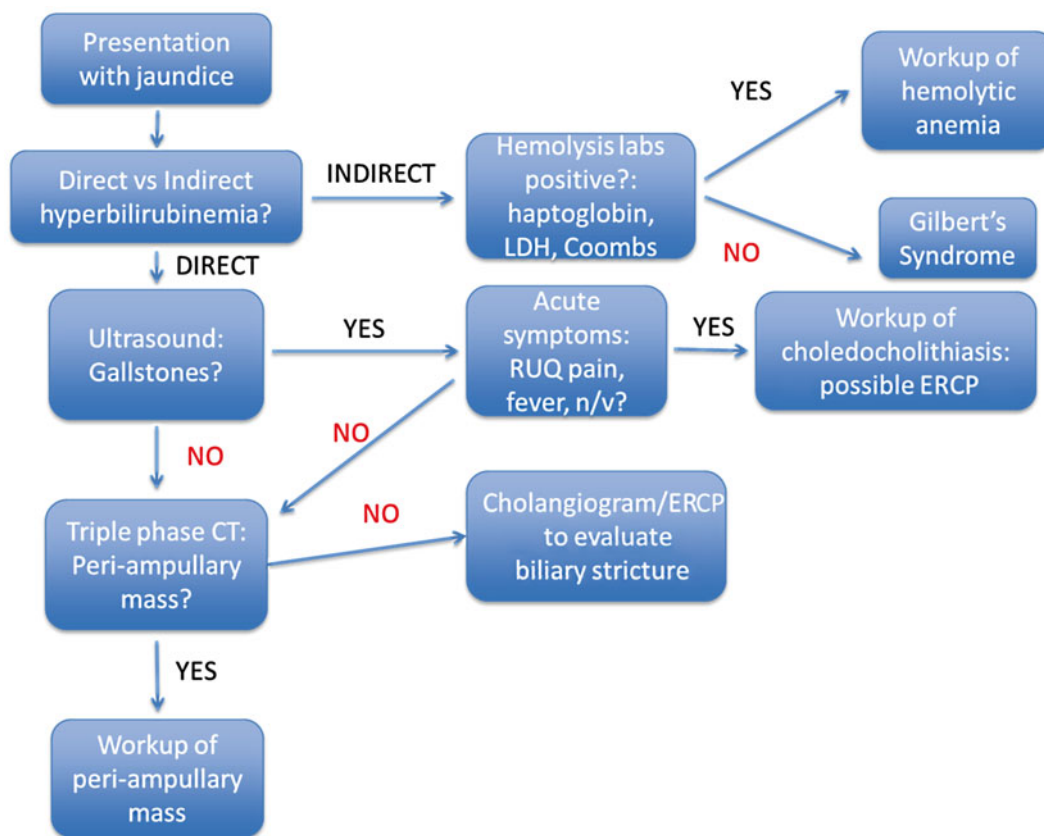 Presentation
with jaundice
Direct vs Indirect
hyperbilirubinemia?
INDIRECT
Hemolysis labs
positive?:
haptoglobin,
LDH, Coombs
YES
Workup of
hemolytic
anemia
NO
Gilbert’s
Syndrome
DIRECT
Ultrasound:
Gallstones?
YES
Acute
symptoms:
RUQ pain,
fever, n/v?
YES
Workup of
choledocholithiasis:
possible ERCP
NO
NO
Triple phase CT:
Peri-ampullary
mass?
NO
Cholangiogram/ERCP
to evaluate
biliary stricture
YES
Workup of
peri-ampullary
mass